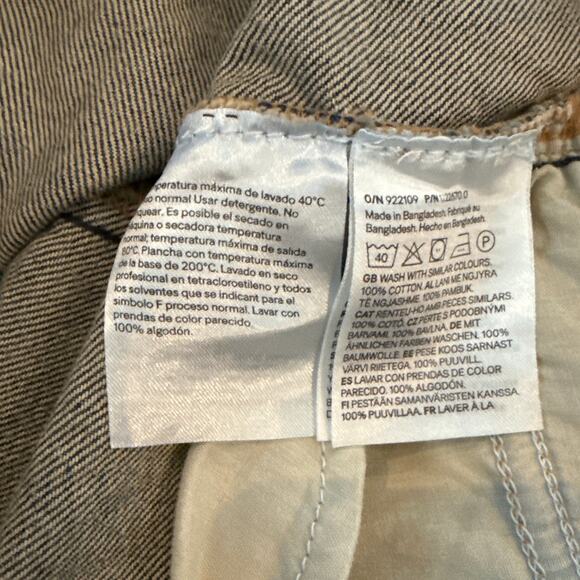 peratura máxima de lavado 40°C
so normal Usar detergente. No
quear. Es posible el secado en
máquina o secadora temperatura
normal; temperatura máxima de salida
80°C. Plancha con temperatura máxima
de la base de 200°C. Lavado en seco
profesional en tetracloroetileno y todos
los solventes que se indican para el
símbolo F proceso normal. Lavar con
prendas de color parecido.
100% algodón.
O/N 922109 P/N
Made in Bangladesh. Fabriqué au
Bangladesh. Hecho en Bangladesh.
40 P
GB WASH WITH SIMILAR COLOURS.
100% COTTON. AL LANI ME NGJYRA
TË NGJASHME. 100% PAMBUK.
CAT RENTEU-HO AMB PECES SIMILARS.
100% COTÓ. CZ PERTE S PODOBNÝMI
BARVAMI. 100% BAVLNA. DE MIT
ÄHNLICHEN FARBEN WASCHEN. 100%
BAUMWOLLE. EE PESE KOOS SARNAST
VÄRVI RIIETEGA. 100% PUUVILL.
ES LAVAR CON PRENDAS DE COLOR
PARECIDO. 100% ALGODÓN.
FI PESTÄÄN SAMANVÄRISTEN KANSSA.
100% PUUVILLAA. FR LAVER À LA